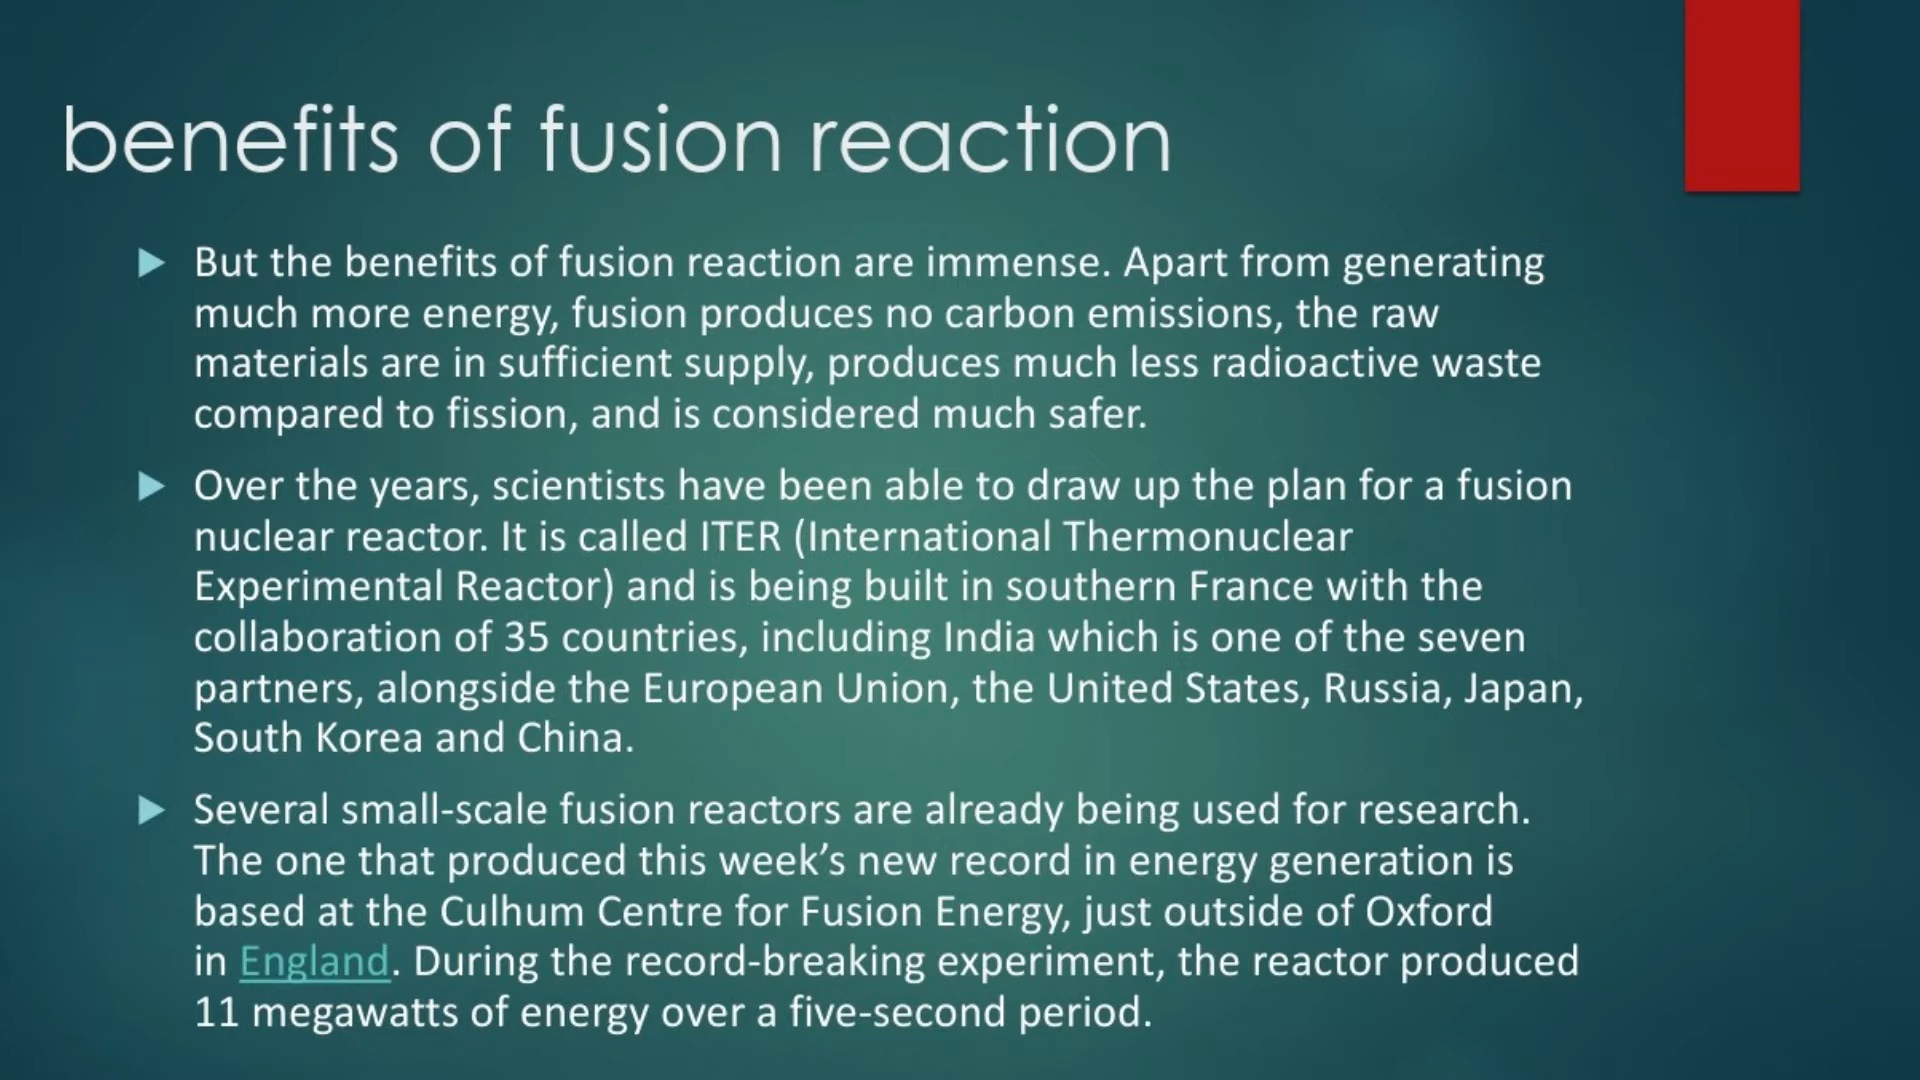 benefits of fusion reaction
But the benefits of fusion reaction are immense. Apart from generating
much more energy, fusion produces no carbon emissions, the raw
materials are in sufficient supply, produces much less radioactive waste
compared to fission, and is considered much safer.
Over the years, scientists have been able to draw up the plan for a fusion
nuclear reactor. It is called ITER (International Thermonuclear
Experimental Reactor) and is being built in southern France with the
collaboration of 35 countries, including India which is one of the seven
partners, alongside the European Union, the United States, Russia, Japan,
South Korea and China.
Several small-scale fusion reactors are already being used for research.
The one that produced this week’s new record in energy generation is
based at the Culhum Centre for Fusion Energy, just outside of Oxford
in England. During the record-breaking experiment, the reactor produced
11 megawatts of energy over a five-second period.